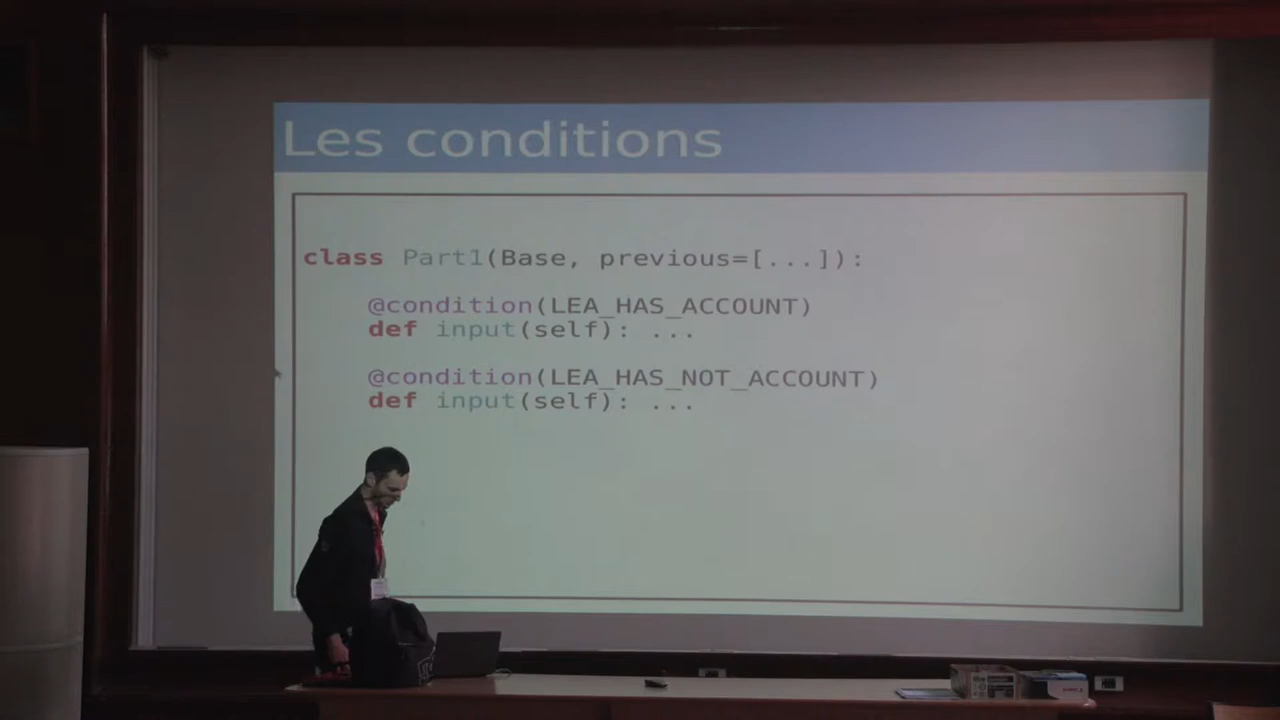 Les conditions
class Part1(Base, previous=[...]):
@condition(LEA_HAS_ACCOUNT)
def input(self): ...
@condition(LEA_HAS_NOT_ACCOUNT)
def input(self): ...